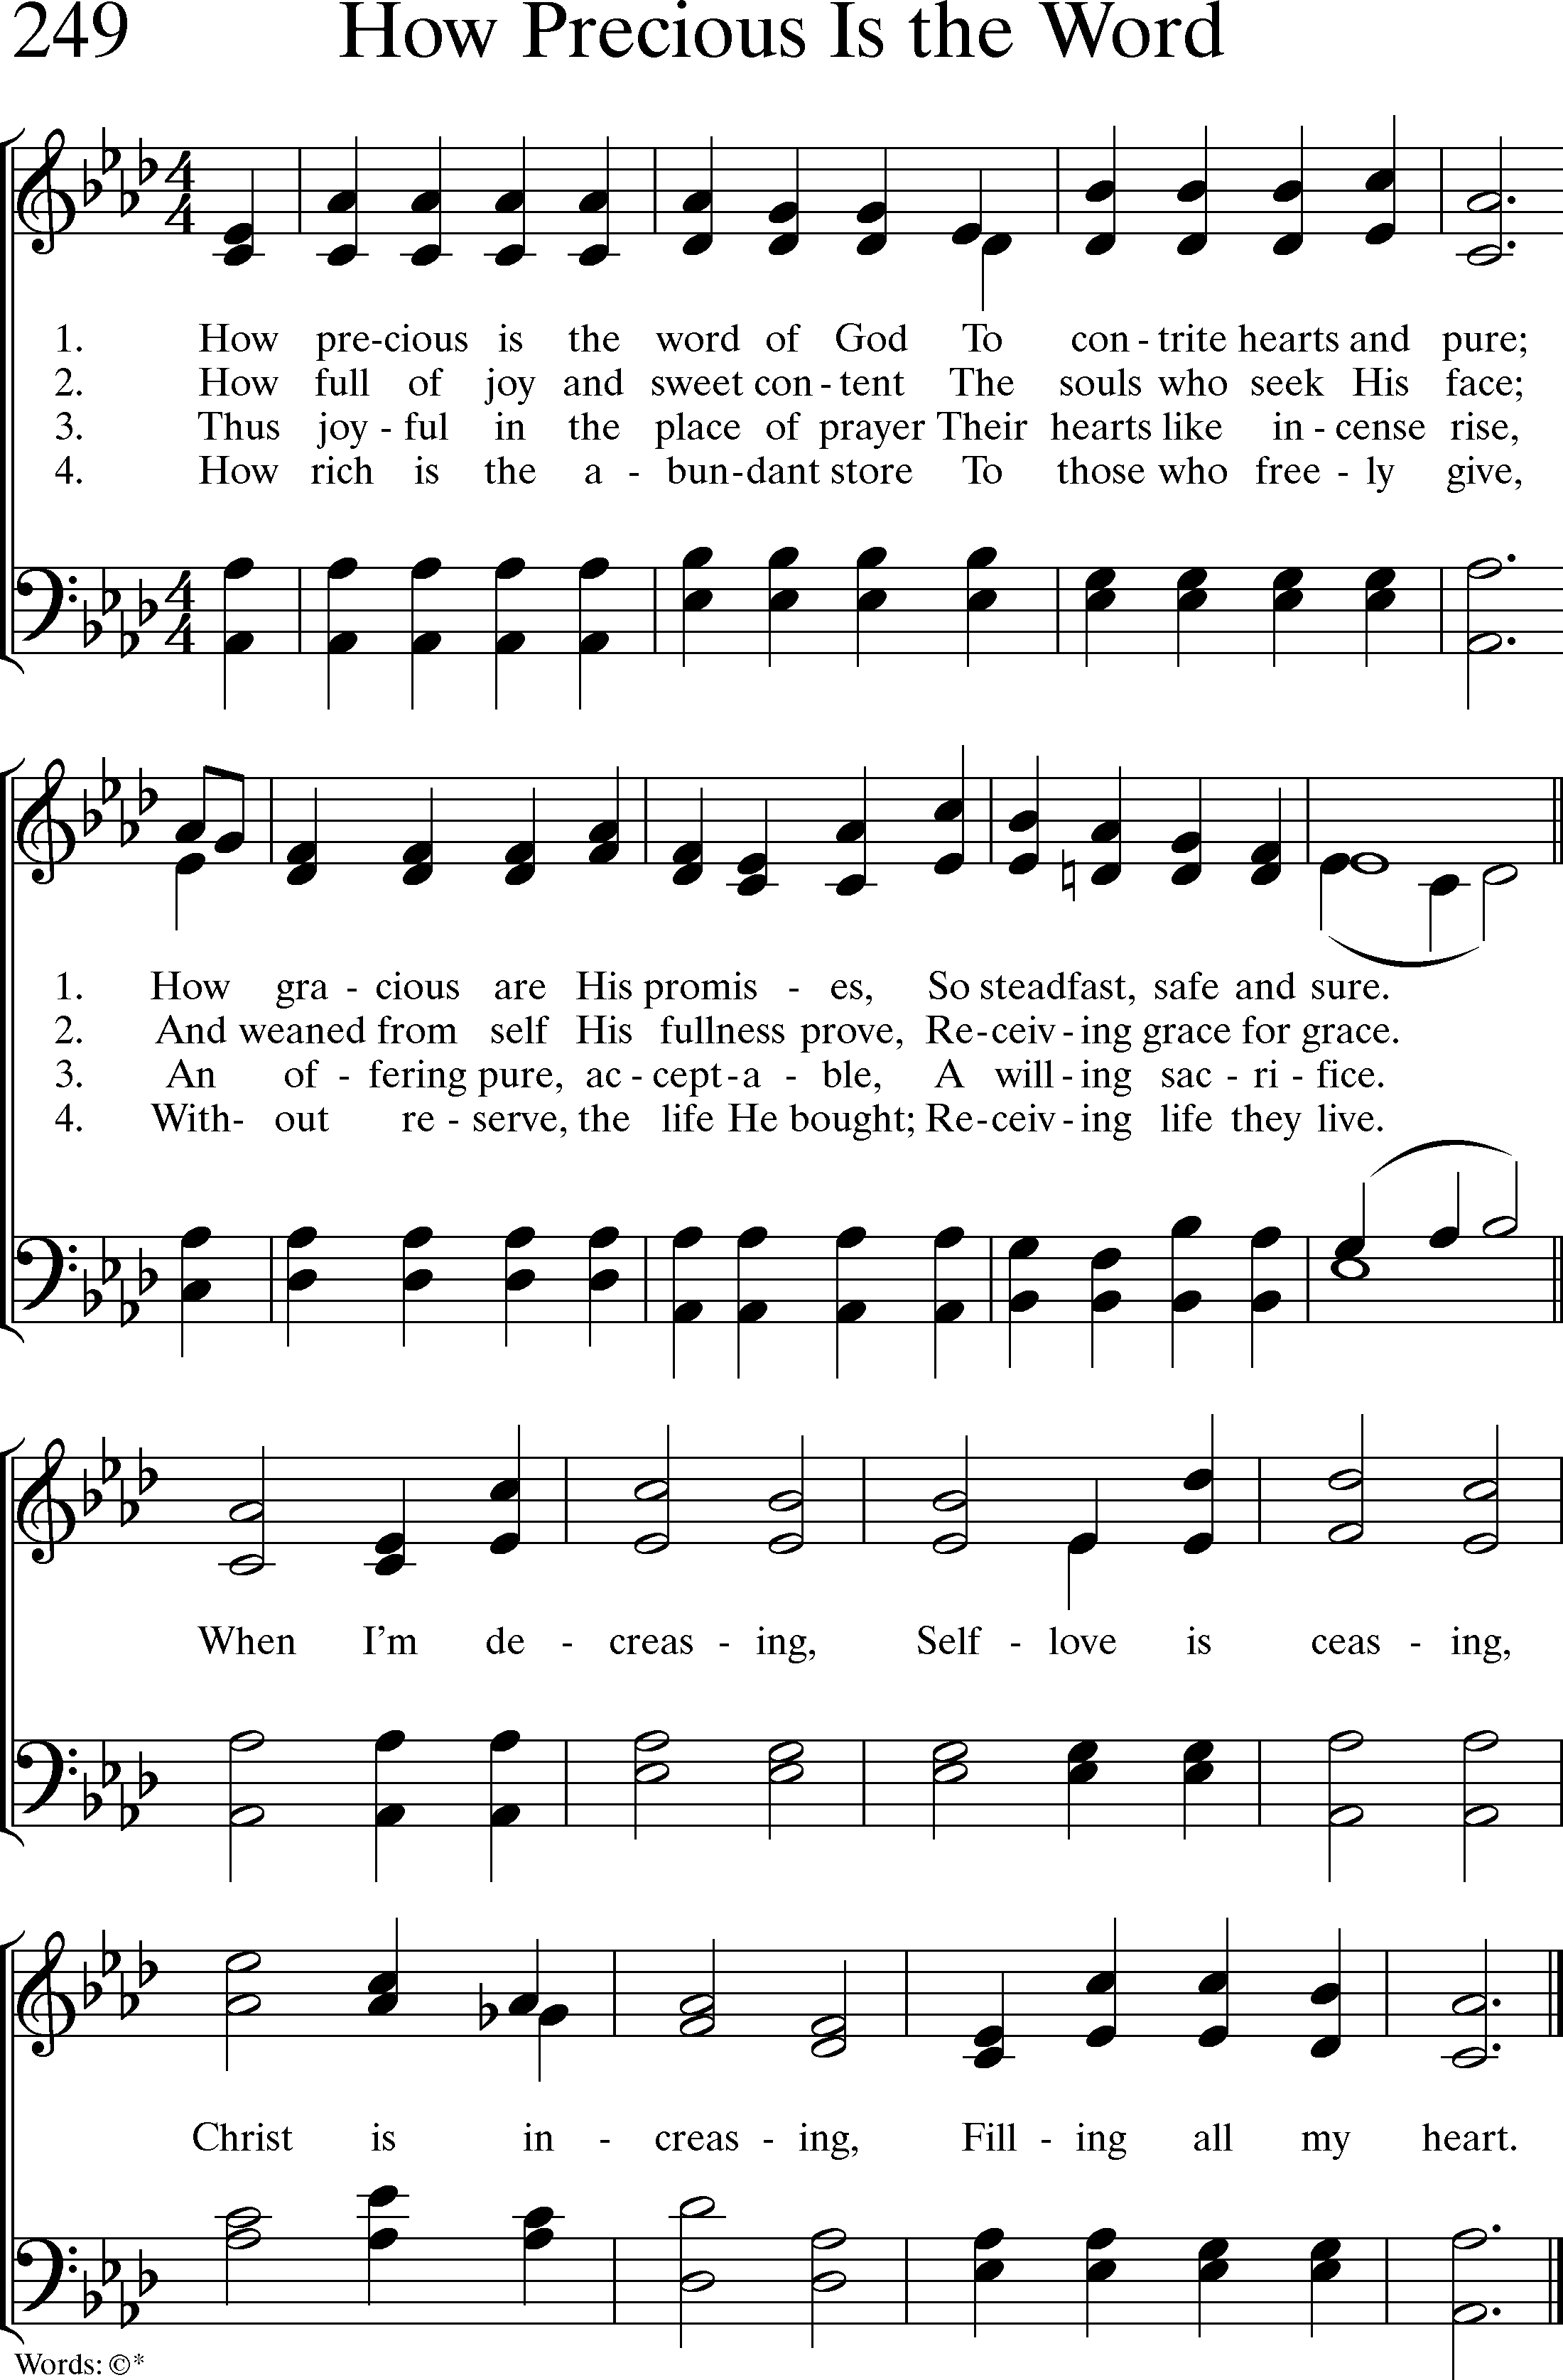 249 How Precious Is the Word
1. How pre-cious is the word of God To con-trite hearts and pure;
2. How full of joy and sweet con-tent The souls who seek His face;
3. Thus joy-ful in the place of prayer Their hearts like in-cense rise,
4. How rich is the a-bun-dant store To those who free-ly give,
1. How gra-cious are His promis-es, So steadfast, safe and sure.
2. And weaned from self His fullness prove, Re-ceiv-ing grace for grace.
3. An of-fering pure, ac-cept-a-ble, A will-ing sac-ri-fice.
4. With- out re-serve, the life He bought; Re-ceiv-ing life they live.
When I'm de-creas-ing, Self-love is ceas-ing,
Christ is in-creas-ing, Fill-ing all my heart.
Words: ©*